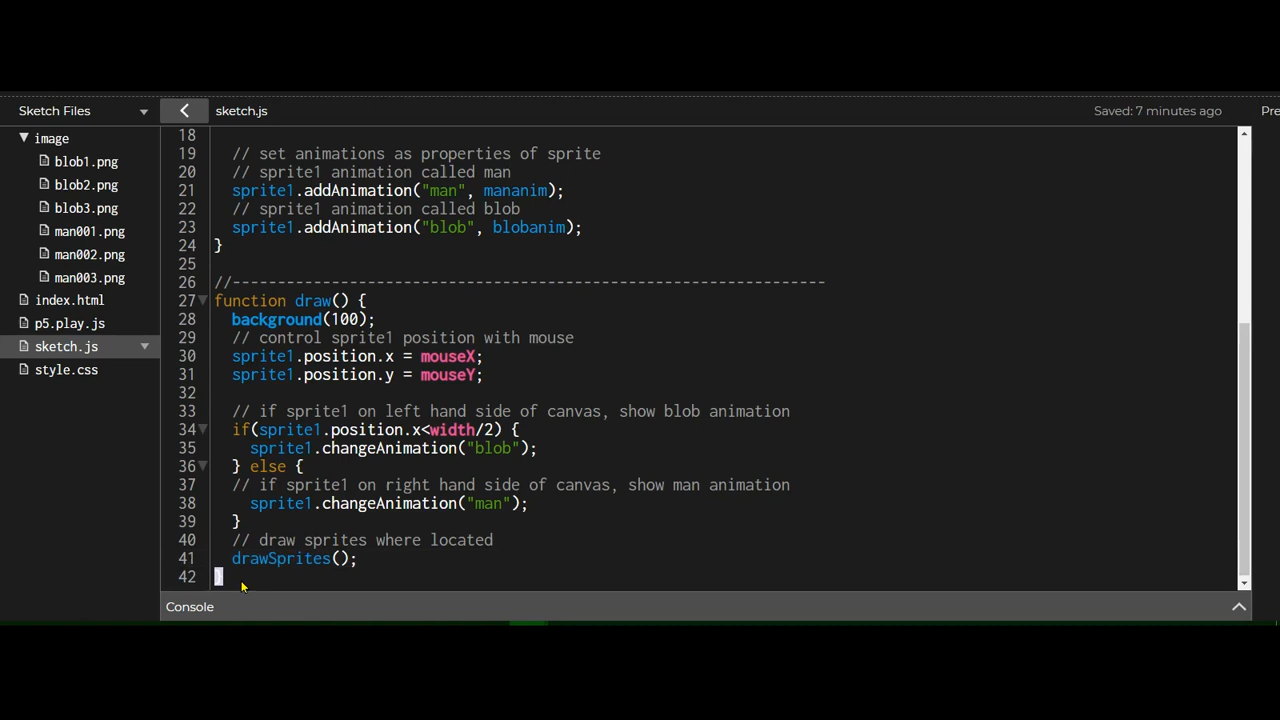 Sketch Files
sketch.js
Saved: 7 minutes ago
Pre
image
blob1.png
blob2.png
blob3.png
man001.png
man002.png
man003.png
index.html
p5.play.js
sketch.js
style.css
18
19 // set animations as properties of sprite
20 // sprite1 animation called man
21 sprite1.addAnimation("man", mananim);
22 // sprite1 animation called blob
23 sprite1.addAnimation("blob", blobanim);
24 }
25
26 //------------------------------------------------------------------
27 function draw() {
28 background(100);
29 // control sprite1 position with mouse
30 sprite1.position.x = mouseX;
31 sprite1.position.y = mouseY;
32
33 // if sprite1 on left hand side of canvas, show blob animation
34 if(sprite1.position.x<width/2) {
35 sprite1.changeAnimation("blob");
36 } else {
37 // if sprite1 on right hand side of canvas, show man animation
38 sprite1.changeAnimation("man");
39 }
40 // draw sprites where located
41 drawSprites();
42 }
Console